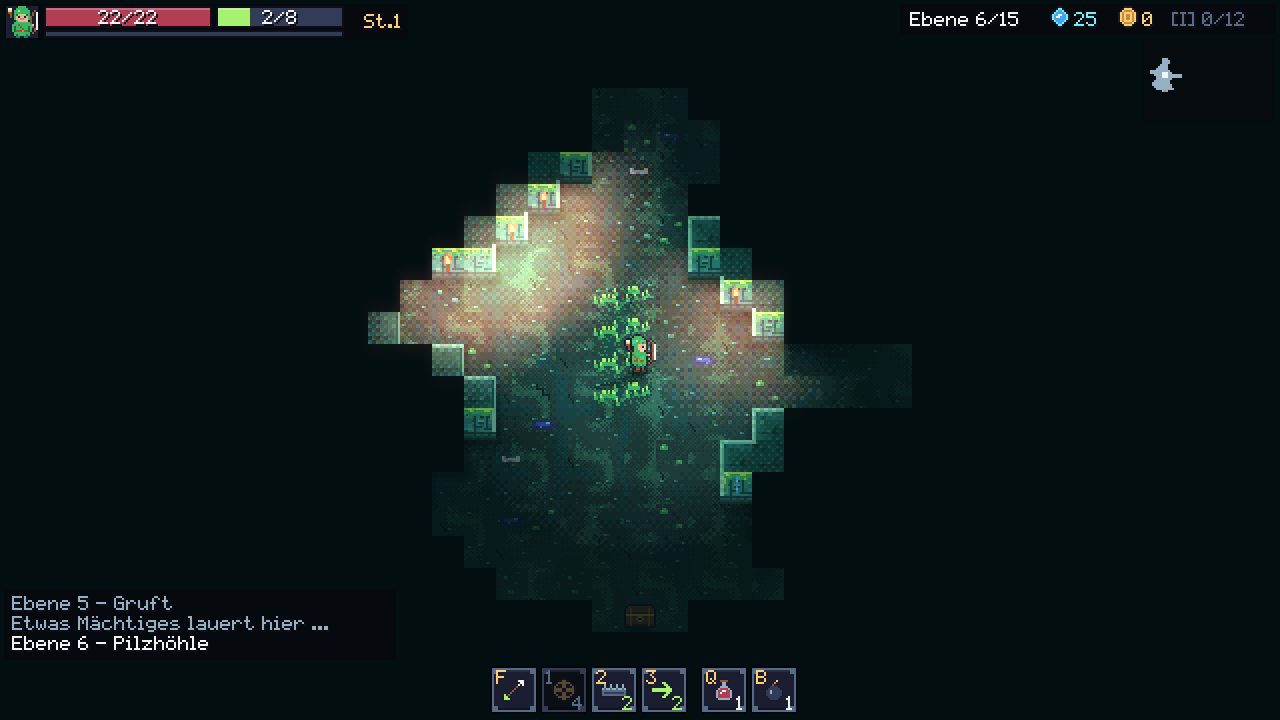 22/22
2/8
St.1
Ebene 6/15
25
0
[I] 0/12
Ebene 5 – Gruft
Etwas Mächtiges lauert hier ...
Ebene 6 – Pilzhöhle
F
1
4
2
2
3
2
Q
1
B
1